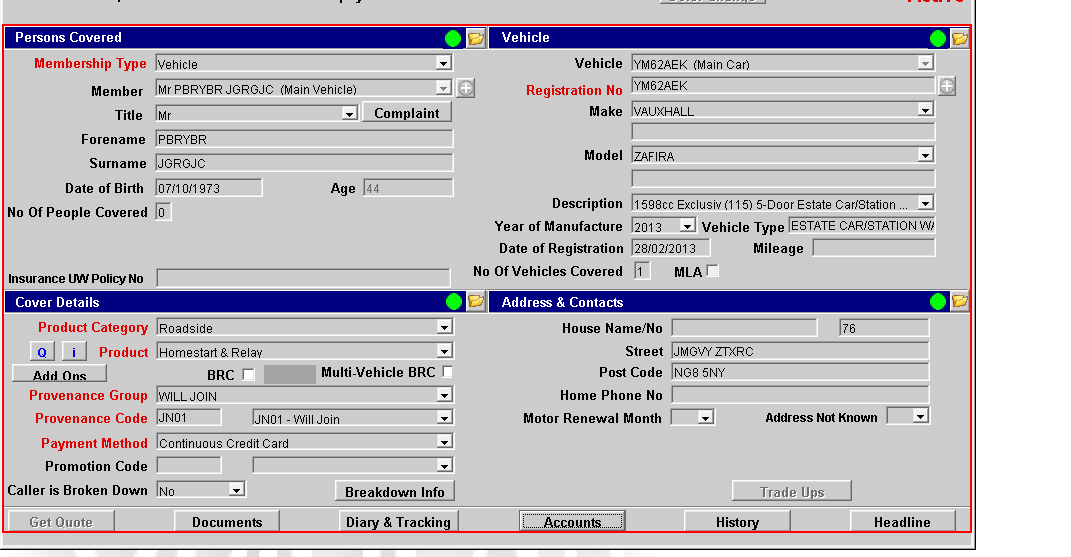 Persons Covered
Membership Type Vehicle
Member Mr PBRYBR JGRGJC (Main Vehicle)
Title Mr Complaint
Forename PBRYBR
Surname JGRGJC
Date of Birth 07/10/1973 Age 44
No Of People Covered 0
Insurance UW Policy No
Vehicle
Vehicle YM62AEK (Main Car)
Registration No YM62AEK
Make VAUXHALL
Model ZAFIRA
Description 1598cc Exclusiv (115) 5-Door Estate Car/Station ...
Year of Manufacture 2013 Vehicle Type ESTATE CAR/STATION WA
Date of Registration 28/02/2013 Mileage
No Of Vehicles Covered 1 MLA
Cover Details
Product Category Roadside
Q i Product Homestart & Relay
Add Ons BRC Multi-Vehicle BRC
Provenance Group WILL JOIN
Provenance Code JN01 JN01 - Will Join
Payment Method Continuous Credit Card
Promotion Code
Caller is Broken Down No Breakdown Info
Address & Contacts
House Name/No 76
Street JMGVY ZTXRC
Post Code NG8 5NY
Home Phone No
Motor Renewal Month Address Not Known
Trade Ups
Get Quote Documents Diary & Tracking Accounts History Headline